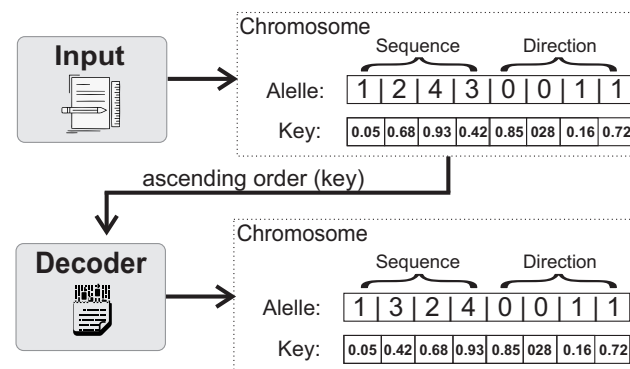 Chromosome
Input
Sequence Direction
Alelle: 1 2 4 3 0 0 1 1
Key: 0.05 0.68 0.93 0.42 0.85 028 0.16 0.72
ascending order (key)
Chromosome
Decoder
Sequence Direction
Alelle: 1 3 2 4 0 0 1 1
Key: 0.05 0.42 0.68 0.93 0.85 028 0.16 0.72